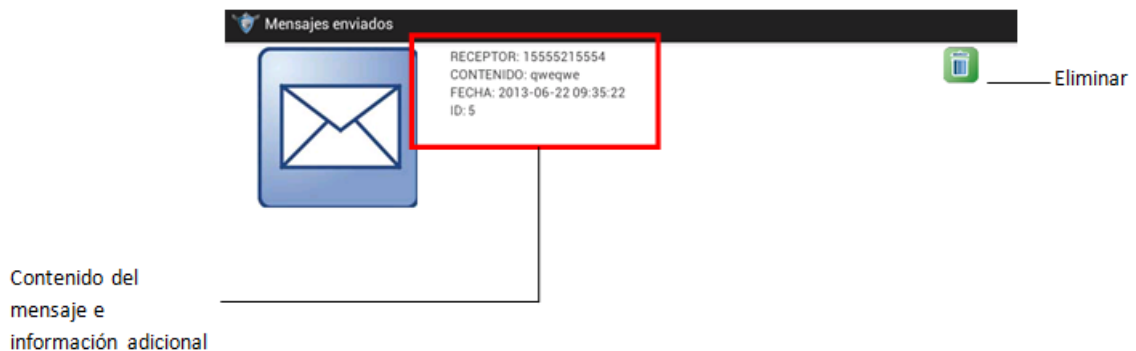 Mensajes enviados
RECEPTOR: 15555215554
CONTENIDO: qweqwe
FECHA: 2013-06-22 09:35:22
ID: 5
Eliminar
Contenido del
mensaje e
información adicional